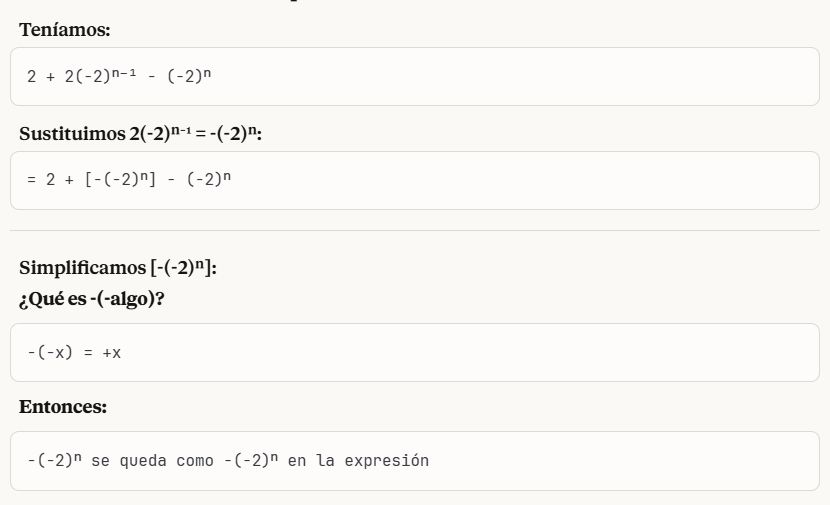 Teníamos:
2 + 2(-2)ⁿ⁻¹ - (-2)ⁿ
Sustituimos 2(-2)ⁿ⁻¹ = -(-2)ⁿ:
= 2 + [-(-2)ⁿ] - (-2)ⁿ
Simplificamos [-(-2)ⁿ]:
¿Qué es -(-algo)?
-(-x) = +x
Entonces:
-(-2)ⁿ se queda como -(-2)ⁿ en la expresión